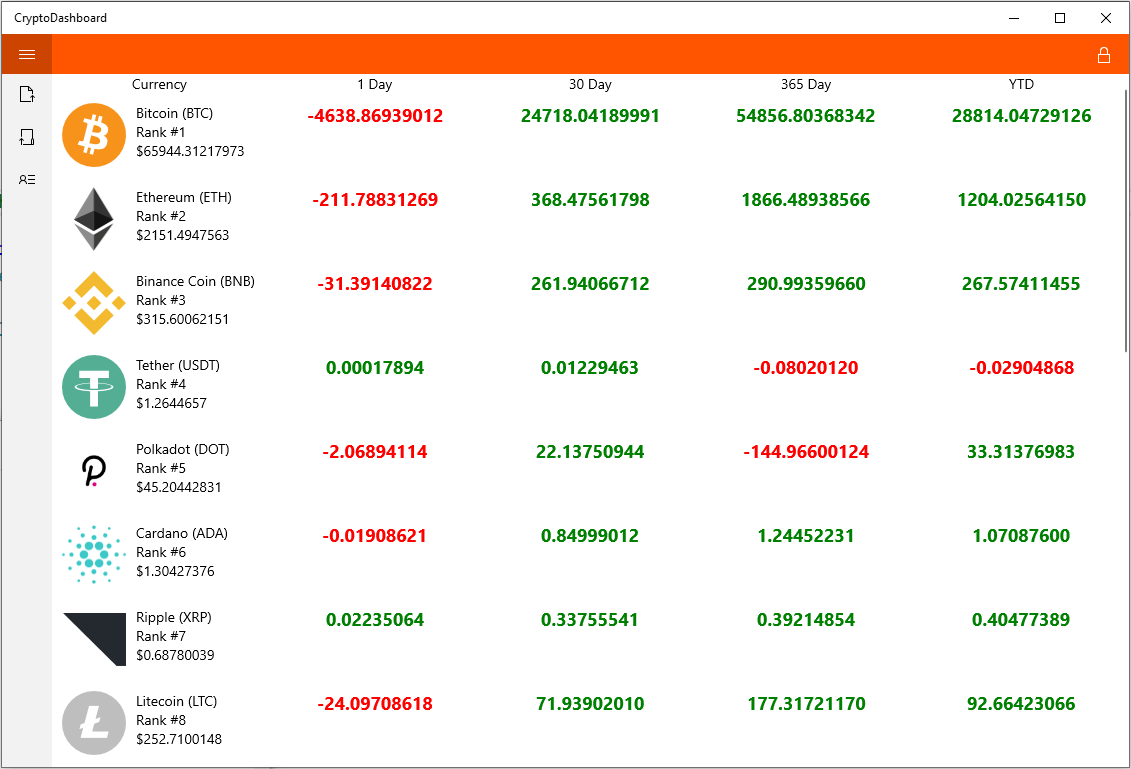 CryptoDashboard
Currency 1 Day 30 Day 365 Day YTD
Bitcoin (BTC) -4638.86939012 24718.04189991 54856.80368342 28814.04729126
Rank #1
$65944.31217973
Ethereum (ETH) -211.78831269 368.47561798 1866.48938566 1204.02564150
Rank #2
$2151.4947563
Binance Coin (BNB) -31.39140822 261.94066712 290.99359660 267.57411455
Rank #3
$315.60062151
Tether (USDT) 0.00017894 0.01229463 -0.08020120 -0.02904868
Rank #4
$1.2644657
Polkadot (DOT) -2.06894114 22.13750944 -144.96600124 33.31376983
Rank #5
$45.20442831
Cardano (ADA) -0.01908621 0.84999012 1.24452231 1.07087600
Rank #6
$1.30427376
Ripple (XRP) 0.02235064 0.33755541 0.39214854 0.40477389
Rank #7
$0.68780039
Litecoin (LTC) -24.09708618 71.93902010 177.31721170 92.66423066
Rank #8
$252.7100148